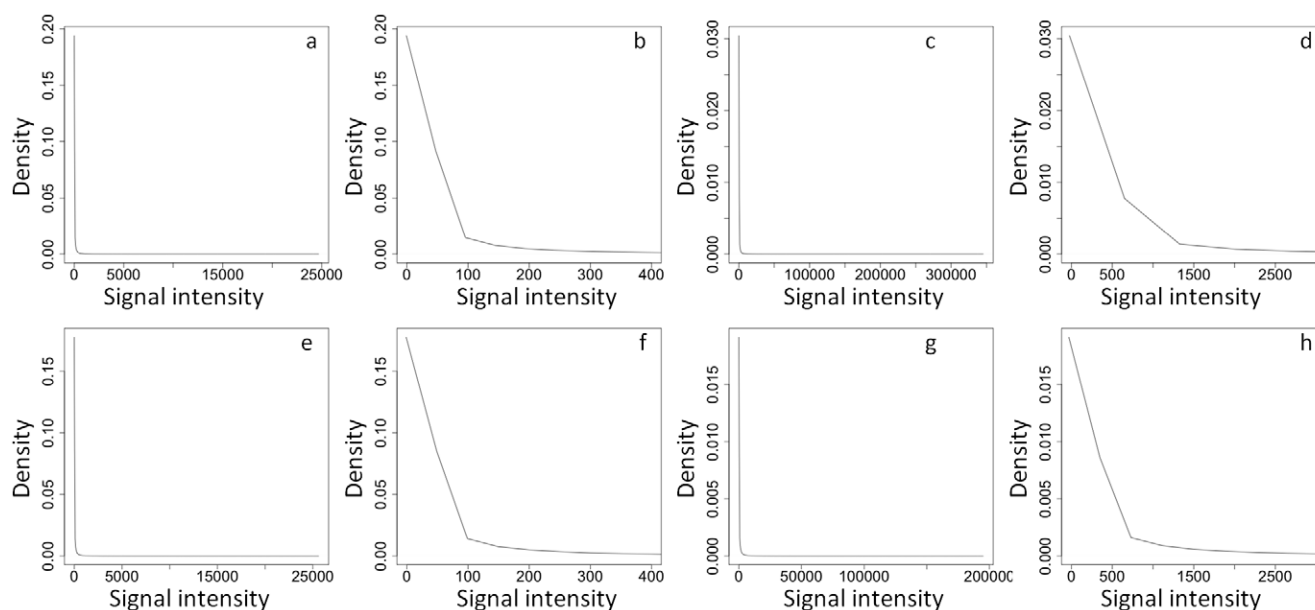 a
Density
0.00 0.05 0.10 0.15 0.20
0 5000 15000 25000
Signal intensity
b
Density
0.00 0.05 0.10 0.15 0.20
0 100 200 300 400
Signal intensity
c
Density
0.000 0.010 0.020 0.030
0 100000 200000 300000
Signal intensity
d
Density
0.000 0.010 0.020 0.030
0 500 1500 2500
Signal intensity
e
Density
0.00 0.05 0.10 0.15
0 5000 15000 25000
Signal intensity
f
Density
0.00 0.05 0.10 0.15
0 100 200 300 400
Signal intensity
g
Density
0.000 0.005 0.010 0.015
0 50000 100000 200000
Signal intensity
h
Density
0.000 0.005 0.010 0.015
0 500 1500 2500
Signal intensity